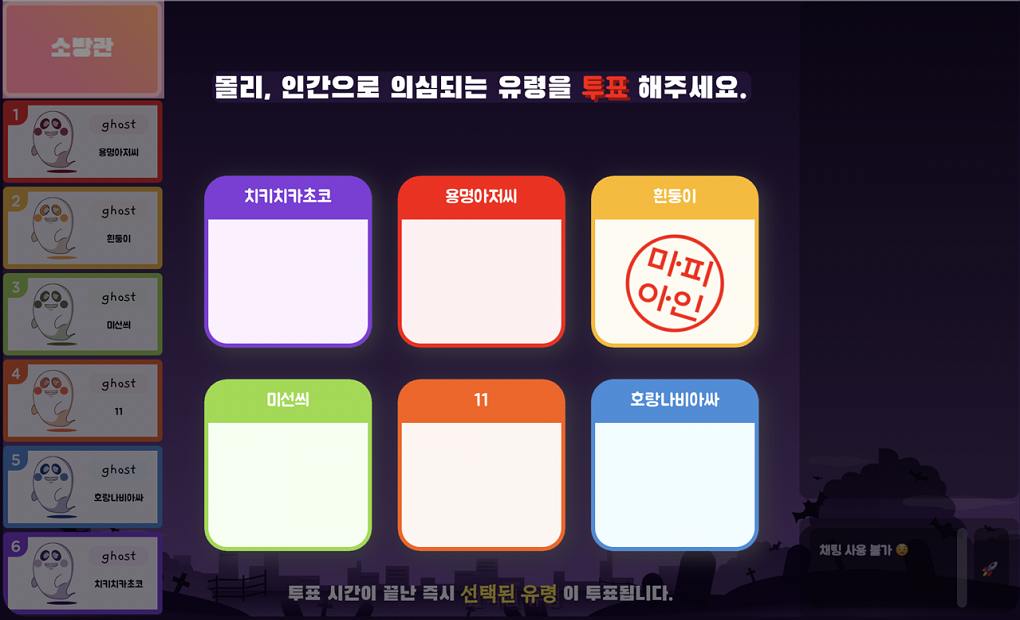 소방관
몰리, 인간으로 의심되는 유령을 투표 해주세요.
1
ghost
용명아저씨
2
ghost
흰둥이
3
ghost
미선씌
4
ghost
11
5
ghost
호랑나비아싸
6
ghost
치키치카초코
치키치카초코
용명아저씨
흰둥이
마·피
아·인
미선씌
11
호랑나비아싸
투표 시간이 끝난 즉시 선택된 유령 이 투표됩니다.
채팅 사용 불가